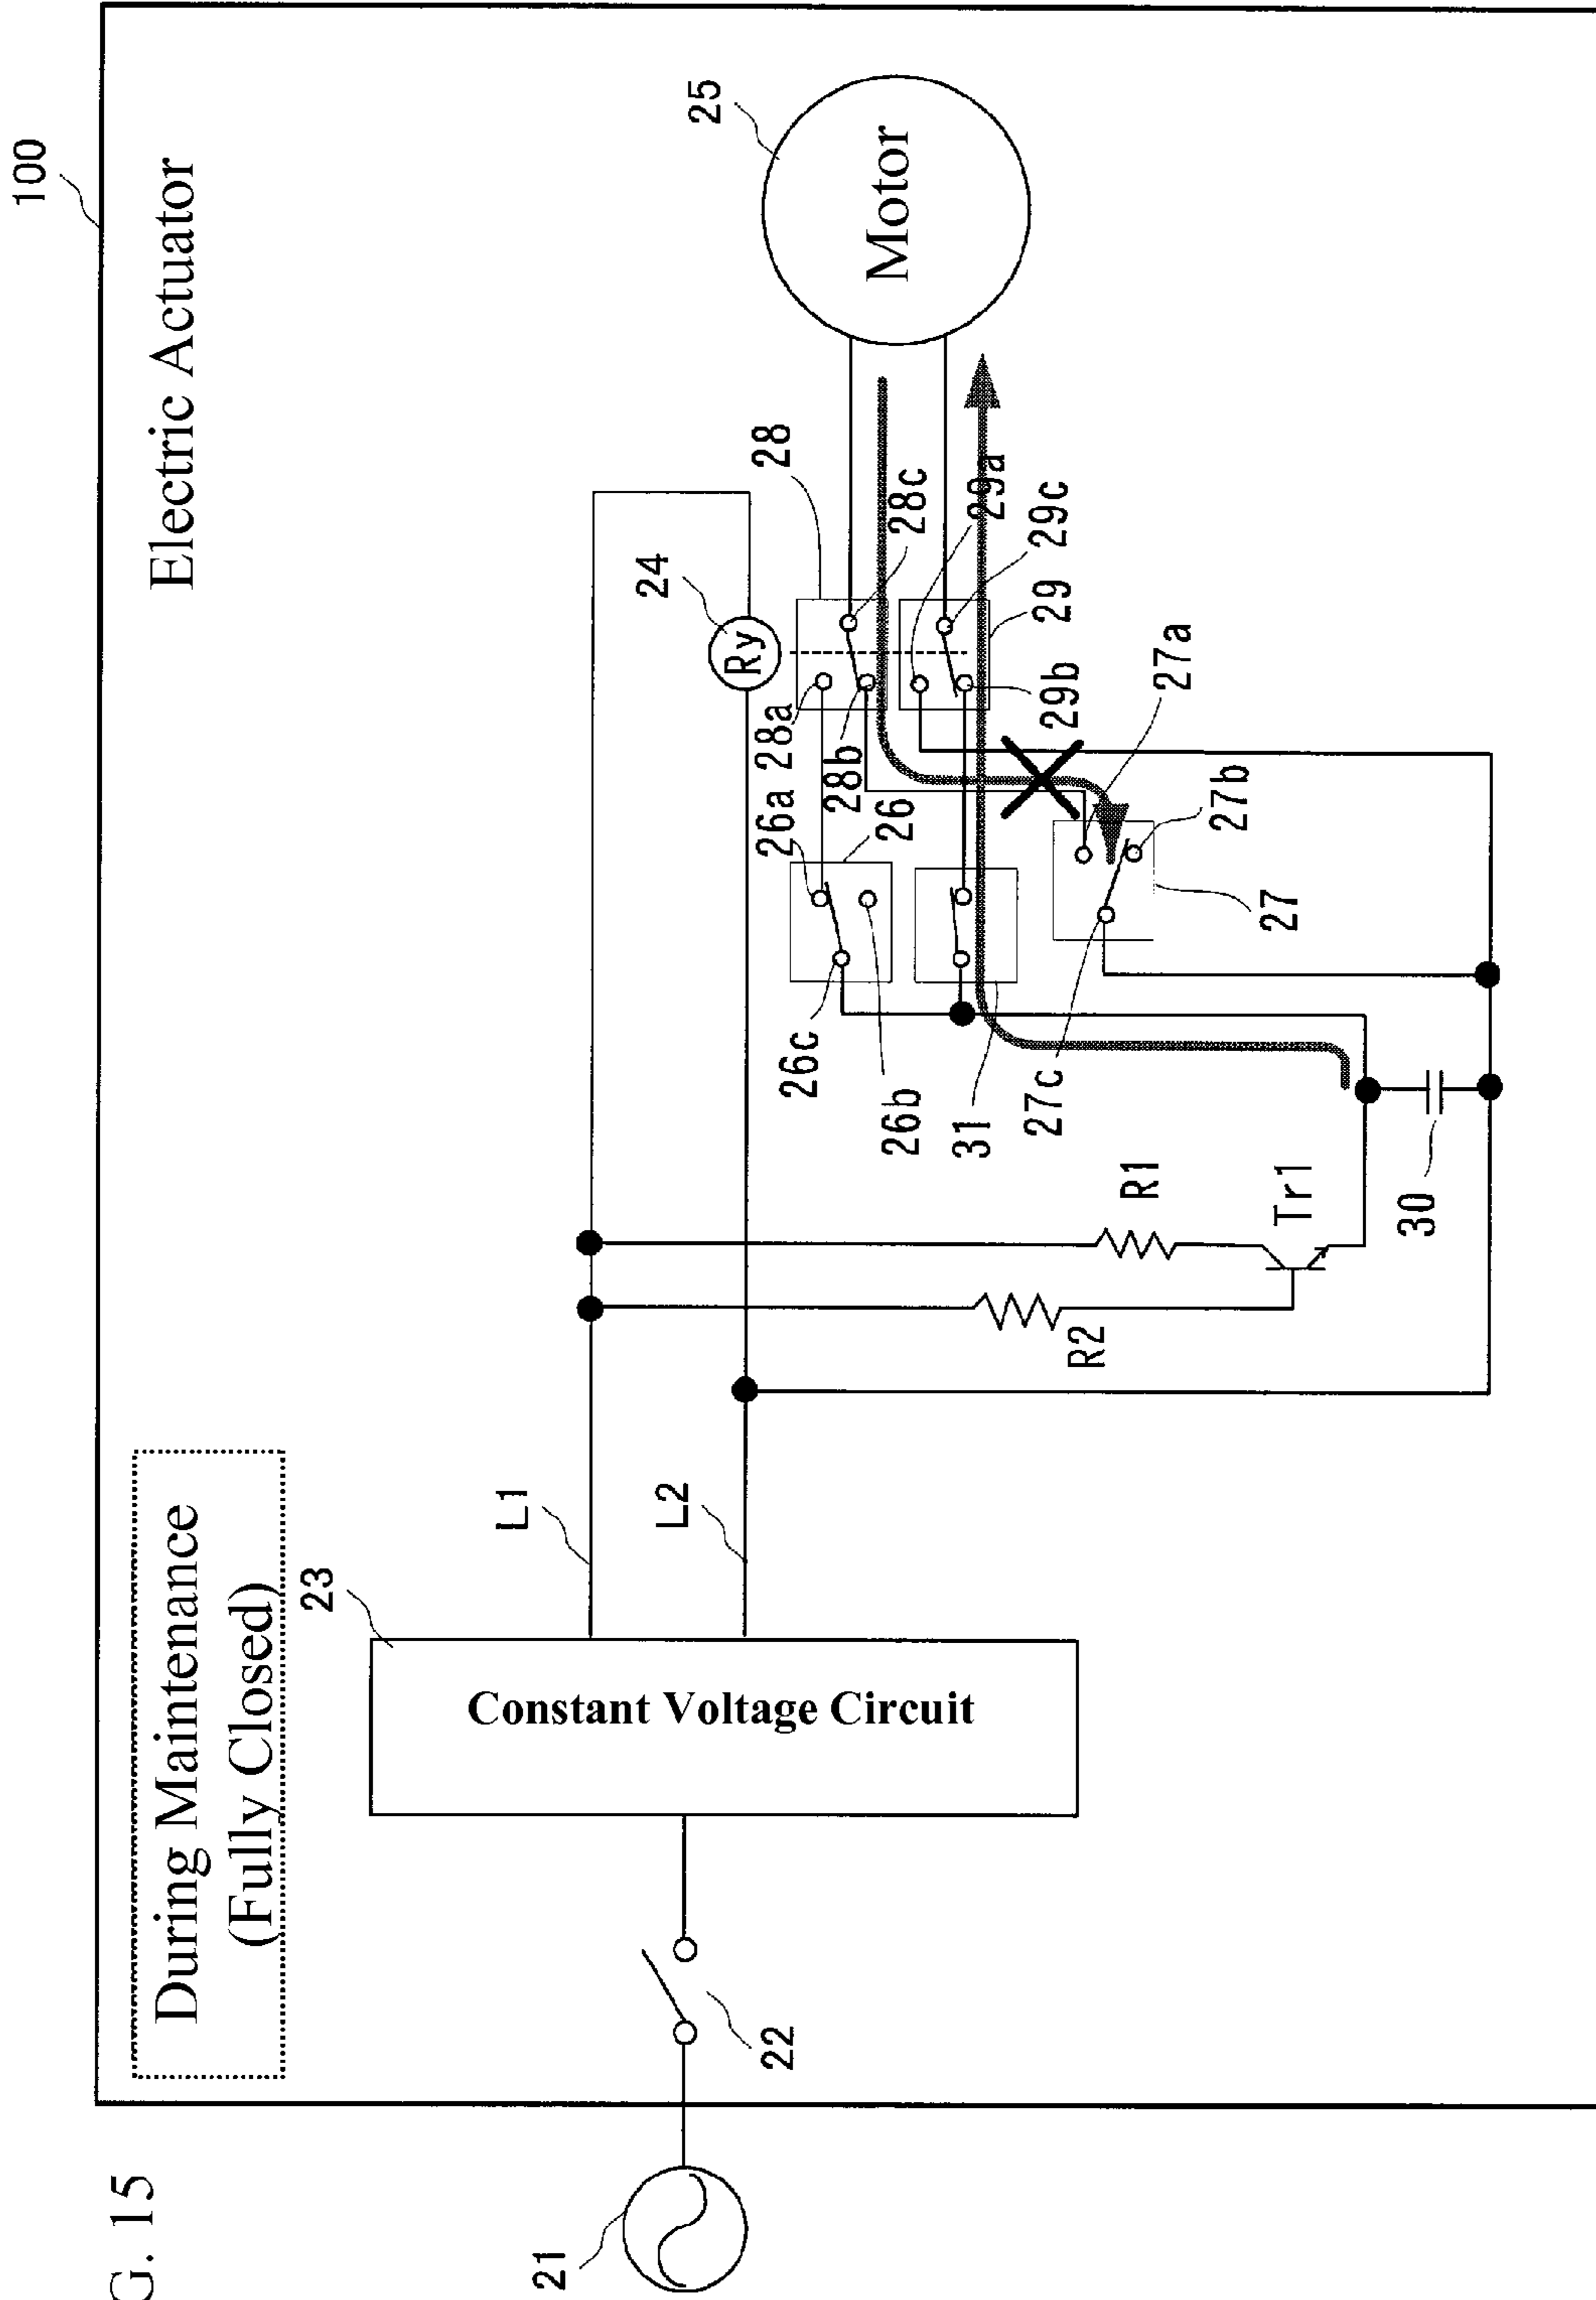 G. 15
During Maintenance
(Fully Closed)
Electric Actuator
100
21
22
23
Constant Voltage Circuit
L1
L2
24
Ry
25
Motor
28
28a
28b
28c
29a
29c
29
29b
26a
26
26c
26b
31
27a
27b
27
27c
R1
R2
Tr1
30